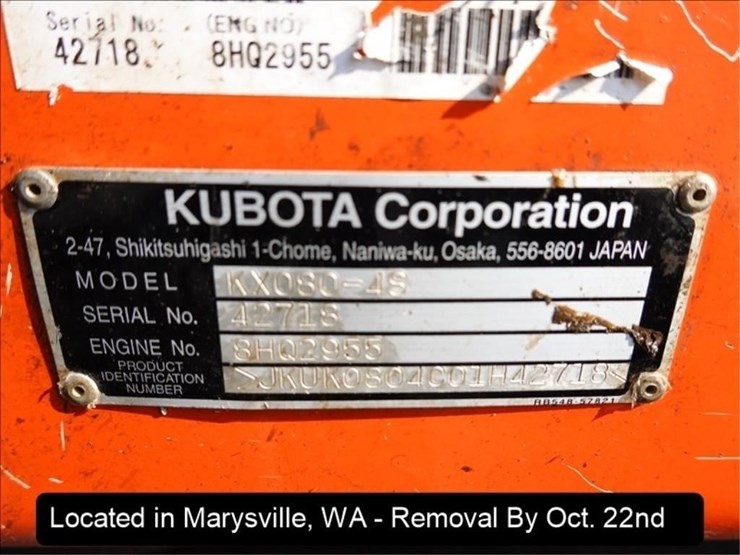 Serial No. (ENG NO)
42718 8HQ2955
KUBOTA Corporation
2-47, Shikitsuhigashi 1-Chome, Naniwa-ku, Osaka, 556-8601 JAPAN
MODEL KX080-4S
SERIAL No. 42718
ENGINE No. 8HQ2955
PRODUCT
IDENTIFICATION >JKUK0804C01H42718<
NUMBER
RB548-57821
Located in Marysville, WA - Removal By Oct. 22nd